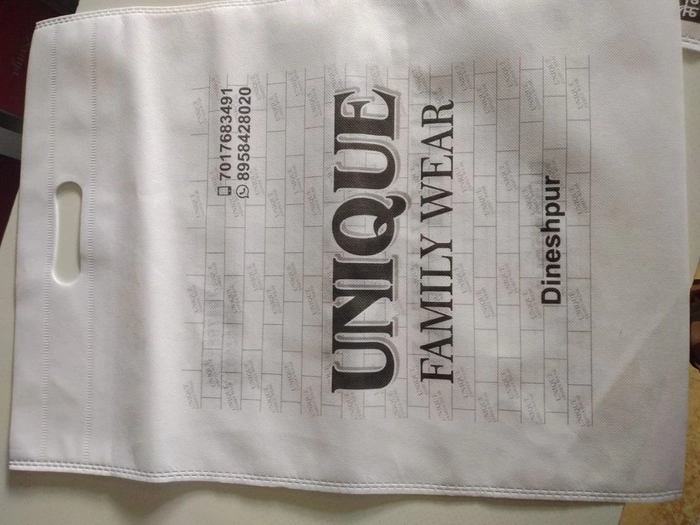 7017683491
8958428020
UNIQUE
FAMILY WEAR
Dineshpur